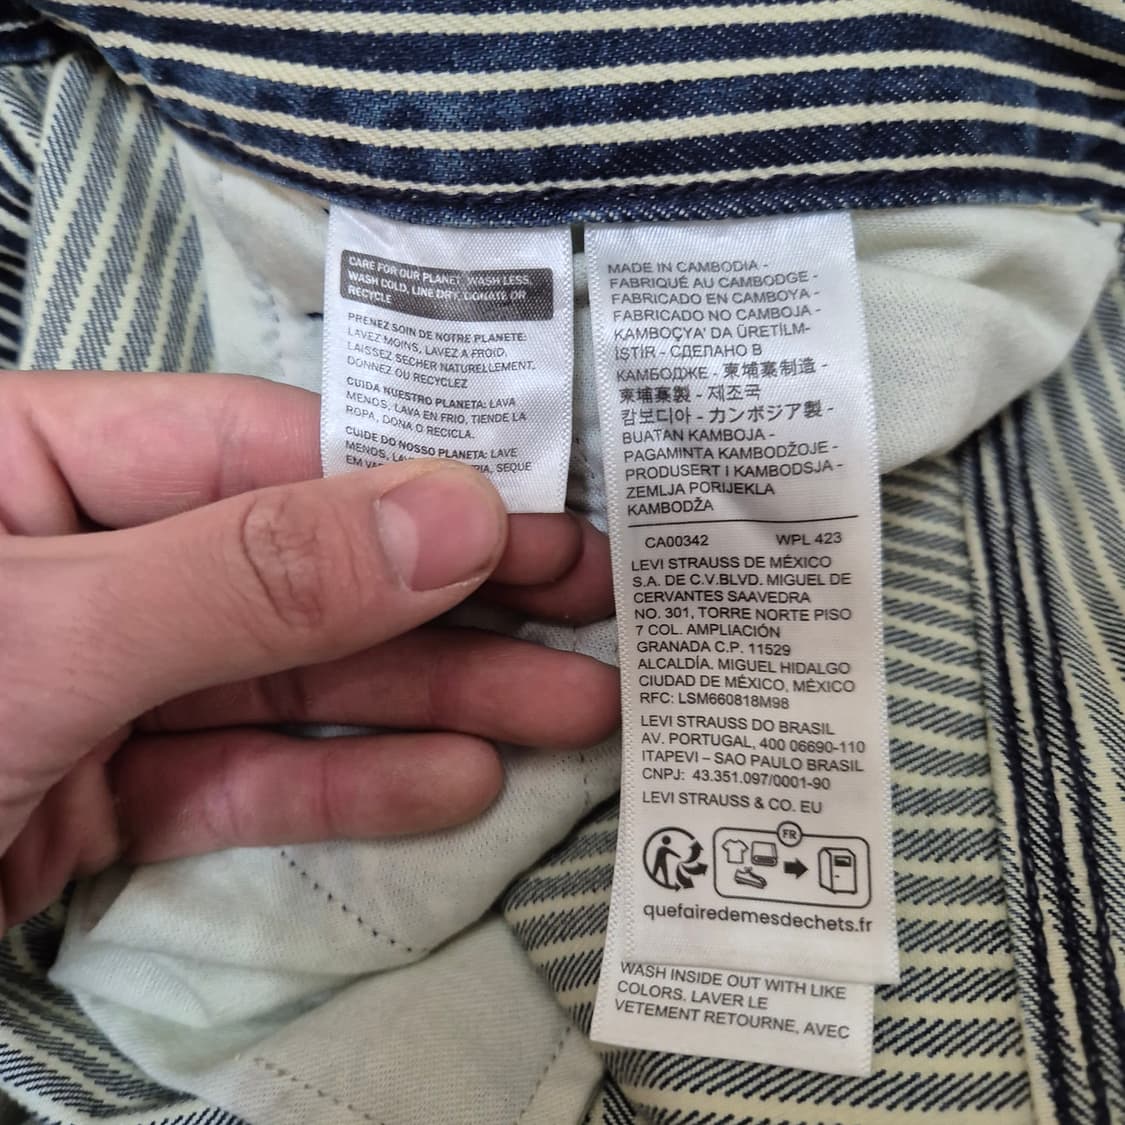 CARE FOR OUR PLANET, WASH LESS,
WASH COLD, LINE DRY, DONATE OR
RECYCLE
PRENEZ SOIN DE NOTRE PLANETE:
LAVEZ MOINS, LAVEZ A FROID,
LAISSEZ SECHER NATURELLEMENT,
DONNEZ OU RECYCLEZ
CUIDA NUESTRO PLANETA: LAVA
MENOS, LAVA EN FRIO, TIENDE LA
ROPA, DONA O RECICLA.
CUIDE DO NOSSO PLANETA: LAVE
MENOS, SEQUE
EM
MADE IN CAMBODIA -
FABRIQUÉ AU CAMBODGE -
FABRICADO EN CAMBOYA -
FABRICADO NO CAMBOJA -
KAMBOÇYA' DA ÜRETİLM-
İŞTİR - СДЕЛАНО В
КАМБОДЖЕ - 柬埔寨制造 -
柬埔寨製 - 제조국
캄보디아 - カンボジア製 -
BUATAN KAMBOJA -
PAGAMINTA KAMBODŽOJE -
PRODUSERT I KAMBODSJA -
ZEMLJA PORIJEKLA
KAMBODŽA
CA00342 WPL 423
LEVI STRAUSS DE MÉXICO
S.A. DE C.V.BLVD. MIGUEL DE
CERVANTES SAAVEDRA
NO. 301, TORRE NORTE PISO
7 COL. AMPLIACIÓN
GRANADA C.P. 11529
ALCALDÍA. MIGUEL HIDALGO
CIUDAD DE MÉXICO, MÉXICO
RFC: LSM660818M98
LEVI STRAUSS DO BRASIL
AV. PORTUGAL, 400 06690-110
ITAPEVI – SAO PAULO BRASIL
CNPJ: 43.351.097/0001-90
LEVI STRAUSS & CO. EU
FR
quefairedemesdechets.fr
WASH INSIDE OUT WITH LIKE
COLORS. LAVER LE
VETEMENT RETOURNE, AVEC